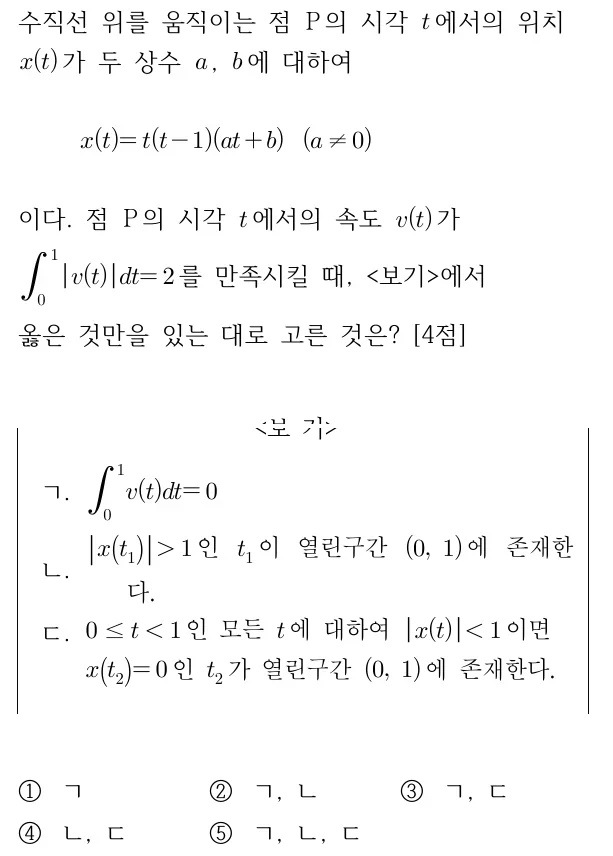 수직선 위를 움직이는 점 P의 시각 t에서의 위치
x(t)가 두 상수 a, b에 대하여
x(t)=t(t−1)(at+b) (a≠0)
이다. 점 P의 시각 t에서의 속도 v(t)가
∫₀¹|v(t)|dt=2를 만족시킬 때, <보기>에서
옳은 것만을 있는 대로 고른 것은? [4점]
<보 기>
ㄱ. ∫₀¹v(t)dt=0
ㄴ. |x(t₁)|>1인 t₁이 열린구간 (0, 1)에 존재한
다.
ㄷ. 0≤t<1인 모든 t에 대하여 |x(t)|<1이면
x(t₂)=0인 t₂가 열린구간 (0, 1)에 존재한다.
① ㄱ ② ㄱ, ㄴ ③ ㄱ, ㄷ
④ ㄴ, ㄷ ⑤ ㄱ, ㄴ, ㄷ